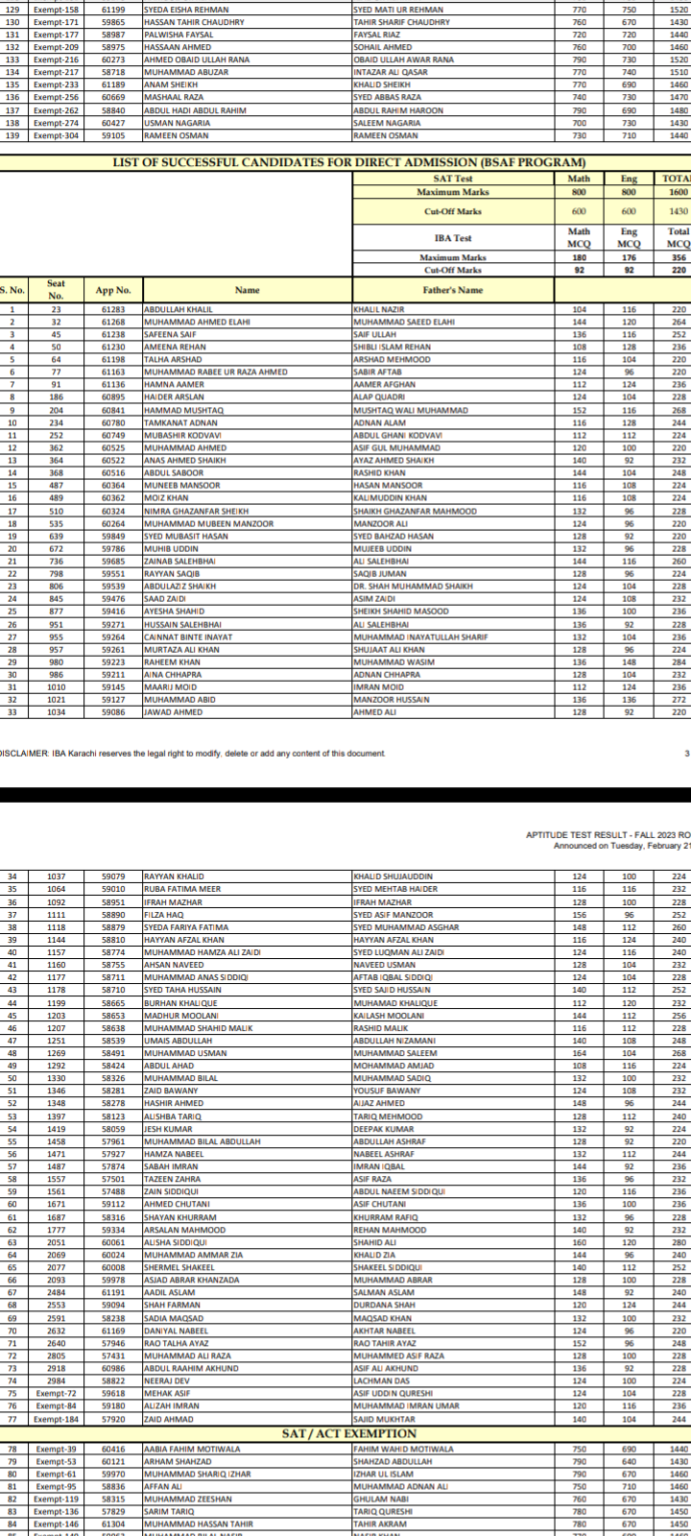 129 Exempt-158 61199 SYEDA EISHA REHMAN SYED MATI UR REHMAN 770 750 1520
130 Exempt-171 59865 HASSAN TAHIR CHAUDHRY TAHIR SHARIF CHAUDHRY 760 670 1430
131 Exempt-177 58987 PALWISHA FAYSAL FAYSAL RIAZ 720 720 1440
132 Exempt-209 58975 HASSAAN AHMED SOHAIL AHMED 760 700 1460
133 Exempt-216 60273 AHMED OBAID ULLAH RANA OBAID ULLAH AWAR RANA 790 730 1520
134 Exempt-217 58718 MUHAMMAD ABUZAR INTAZAR ALI QASAR 770 740 1510
135 Exempt-233 61189 ANAM SHEIKH KHALID SHEIKH 770 690 1460
136 Exempt-256 60669 MASHAAL RAZA SYED ABBAS RAZA 740 730 1470
137 Exempt-262 58840 ABDUL HADI ABDUL RAHIM ABDUL RAHIM HAROON 790 690 1480
138 Exempt-274 60427 USMAN NAGARIA SALEEM NAGARIA 700 730 1430
139 Exempt-304 59105 RAMEEN OSMAN RAMEEN OSMAN 730 710 1440
LIST OF SUCCESSFUL CANDIDATES FOR DIRECT ADMISSION (BSAF PROGRAM)
SAT Test Math Eng TOTAL
Maximum Marks 800 800 1600
Cut-Off Marks 600 600 1430
IBA Test Math MCQ Eng MCQ Total MCQ
Maximum Marks 180 176 356
Cut-Off Marks 92 92 220
S. No. Seat No. App No. Name Father's Name
1 23 61283 ABDULLAH KHALIL KHALIL NAZIR 104 116 220
2 32 61268 MUHAMMAD AHMED ELAHI MUHAMMAD SAEED ELAHI 144 120 264
3 45 61238 SAFEENA SAIF SAIF ULLAH 136 116 252
4 50 61230 AMEENA REHAN SHIBLI ISLAM REHAN 108 128 236
5 64 61198 TALHA ARSHAD ARSHAD MEHMOOD 116 104 220
6 77 61163 MUHAMMAD RABEE UR RAZA AHMED SABIR AFTAB 124 96 220
7 91 61136 HAMNA AAMER AAMER AFGHAN 112 124 236
8 186 60895 HAIDER ARSLAN ALAP QUADRI 124 104 228
9 204 60841 HAMMAD MUSHTAQ MUSHTAQ WALI MUHAMMAD 152 116 268
10 234 60780 TAMKANAT ADNAN ADNAN ALAM 116 128 244
11 252 60749 MUBASHIR KODVAVI ABDUL GHANI KODVAVI 112 112 224
12 362 60525 MUHAMMAD AHMED ASIF GUL MUHAMMAD 120 100 220
13 364 60522 ANAS AHMED SHAIKH AYAZ AHMED SHAIKH 140 92 232
14 368 60516 ABDUL SABOOR RASHID KHAN 144 104 248
15 487 60364 MUNEEB MANSOOR HASAN MANSOOR 116 108 224
16 489 60362 MOIZ KHAN KALIMUDDIN KHAN 116 108 224
17 510 60324 NIMRA GHAZANFAR SHEIKH SHAIKH GHAZANFAR MAHMOOD 132 96 228
18 535 60264 MUHAMMAD MUBEEN MANZOOR MANZOOR ALI 124 96 220
19 639 59849 SYED MUBASIT HASAN SYED BAHZAD HASAN 128 92 220
20 672 59786 MUHIB UDDIN MUJEEB UDDIN 132 96 228
21 736 59685 ZAINAB SALEHBHAI ALI SALEHBHAI 144 116 260
22 798 59551 RAYYAN SAQIB SAQIB JUMAN 128 96 224
23 806 59539 ABDULAZIZ SHAIKH DR. SHAH MUHAMMAD SHAIKH 124 104 228
24 845 59476 SAAD ZAIDI ASIM ZAIDI 124 108 232
25 877 59416 AYESHA SHAHID SHEIKH SHAHID MASOOD 136 100 236
26 951 59271 HUSSAIN SALEHBHAI ALI SALEHBHAI 136 92 228
27 955 59264 CAINNAT BINTE INAYAT MUHAMMAD INAYATULLAH SHARIF 132 104 236
28 957 59261 MURTAZA ALI KHAN SHUJAAT ALI KHAN 128 96 224
29 980 59223 RAHEEM KHAN MUHAMMAD WASIM 136 148 284
30 986 59211 AINA CHHAPRA ADNAN CHHAPRA 128 104 232
31 1010 59145 MAARIJ MOID IMRAN MOID 112 124 236
32 1021 59127 MUHAMMAD ABID MANZOOR HUSSAIN 136 136 272
33 1034 59086 JAWAD AHMED AHMED ALI 128 92 220
DISCLAIMER: IBA Karachi reserves the legal right to modify. delete or add any content of this document. 3
APTITUDE TEST RESULT - FALL 2023 RO
Announced on Tuesday, February 21
34 1037 59079 RAYYAN KHALID KHALID SHUJAUDDIN 124 100 224
35 1064 59010 RUBA FATIMA MEER SYED MEHTAB HAIDER 116 116 232
36 1092 58951 IFRAH MAZHAR IFRAH MAZHAR 128 100 228
37 1111 58890 FILZA HAQ SYED ASIF MANZOOR 156 96 252
38 1118 58879 SYEDA FARIYA FATIMA SYED MUHAMMAD ASGHAR 148 112 260
39 1144 58810 HAYYAN AFZAL KHAN HAYYAN AFZAL KHAN 116 124 240
40 1157 58774 MUHAMMAD HAMZA ALI ZAIDI SYED LUQMAN ALI ZAIDI 124 116 240
41 1160 58755 AHSAN NAVEED NAVEED USMAN 128 104 232
42 1177 58711 MUHAMMAD ANAS SIDDIQI AFTAB IQBAL SIDDIQI 124 104 228
43 1178 58710 SYED TAHA HUSSAIN SYED SAJID HUSSAIN 140 112 252
44 1199 58665 BURHAN KHALIQUE MUHAMAD KHALIQUE 112 120 232
45 1203 58653 MADHUR MOOLANI KAILASH MOOLANI 144 112 256
46 1207 58638 MUHAMMAD SHAHID MALIK RASHID MALIK 116 112 228
47 1251 58539 UMAIS ABDULLAH ABDULLAH NIZAMANI 140 108 248
48 1269 58491 MUHAMMAD USMAN MUHAMMAD SALEEM 164 104 268
49 1292 58424 ABDUL AHAD MOHAMMAD AMJAD 108 116 224
50 1330 58326 MUHAMMAD BILAL MUHAMMAD SADIQ 132 100 232
51 1346 58281 ZAID BAWANY YOUSUF BAWANY 124 108 232
52 1348 58278 HASHIR AHMED AIJAZ AHMED 148 96 244
53 1397 58123 ALISHBA TARIQ TARIQ MEHMOOD 128 112 240
54 1419 58059 JESH KUMAR DEEPAK KUMAR 132 92 224
55 1458 57961 MUHAMMAD BILAL ABDULLAH ABDULLAH ASHRAF 128 92 220
56 1471 57927 HAMZA NABEEL NABEEL ASHRAF 132 112 244
57 1487 57874 SABAH IMRAN IMRAN IQBAL 144 92 236
58 1557 57501 TAZEEN ZAHRA ASIF RAZA 136 96 232
59 1561 57488 ZAIN SIDDIQUI ABDUL NAEEM SIDDIQUI 120 116 236
60 1671 59112 AHMED CHUTANI ASIF CHUTANI 136 100 236
61 1687 58316 SHAYAN KHURRAM KHURRAM RAFIQ 132 96 228
62 1777 59334 ARSALAN MAHMOOD REHAN MAHMOOD 140 92 232
63 2051 60061 ALISHA SIDDIQUI SHAHID ALI 160 120 280
64 2069 60024 MUHAMMAD AMMAR ZIA KHALID ZIA 144 96 240
65 2077 60008 SHERMEL SHAKEEL SHAKEEL SIDDIQUI 140 112 252
66 2093 59978 ASJAD ABRAR KHANZADA MUHAMMAD ABRAR 128 100 228
67 2484 61191 AADIL ASLAM SALMAN ASLAM 148 92 240
68 2553 59094 SHAH FARMAN DURDANA SHAH 120 124 244
69 2591 58238 SADIA MAQSAD MAQSAD KHAN 132 100 232
70 2632 61169 DANIYAL NABEEL AKHTAR NABEEL 124 96 220
71 2640 57946 RAO TALHA AYAZ RAO TAHIR AYAZ 152 96 248
72 2805 57431 MUHAMMAD ALI RAZA MUHAMMED ASIF RAZA 128 100 228
73 2918 60986 ABDUL RAAHIM AKHUND ASIF ALI AKHUND 136 92 228
74 2984 58822 NEERAJ DEV LACHMAN DAS 124 100 224
75 Exempt-72 59618 MEHAK ASIF ASIF UDDIN QURESHI 124 104 228
76 Exempt-84 59180 ALIZAH IMRAN MUHAMMAD IMRAN UMAR 120 116 236
77 Exempt-184 57920 ZAID AHMAD SAJID MUKHTAR 140 104 244
SAT / ACT EXEMPTION
78 Exempt-39 60416 AABIA FAHIM MOTIWALA FAHIM WAHID MOTIWALA 750 690 1440
79 Exempt-53 60121 ARHAM SHAHZAD SHAHZAD ABDULLAH 790 640 1430
80 Exempt-61 59970 MUHAMMAD SHARIQ IZHAR IZHAR UL ISLAM 790 670 1460
81 Exempt-95 58836 AFFAN ALI MUHAMMAD ADNAN ALI 750 710 1460
82 Exempt-119 58315 MUHAMMAD ZEESHAN GHULAM NABI 760 670 1430
83 Exempt-136 57829 SARIM TARIQ TARIQ QURESHI 780 670 1450
84 Exempt-146 61304 MUHAMMAD HASSAN TAHIR TAHIR AKRAM 780 670 1450